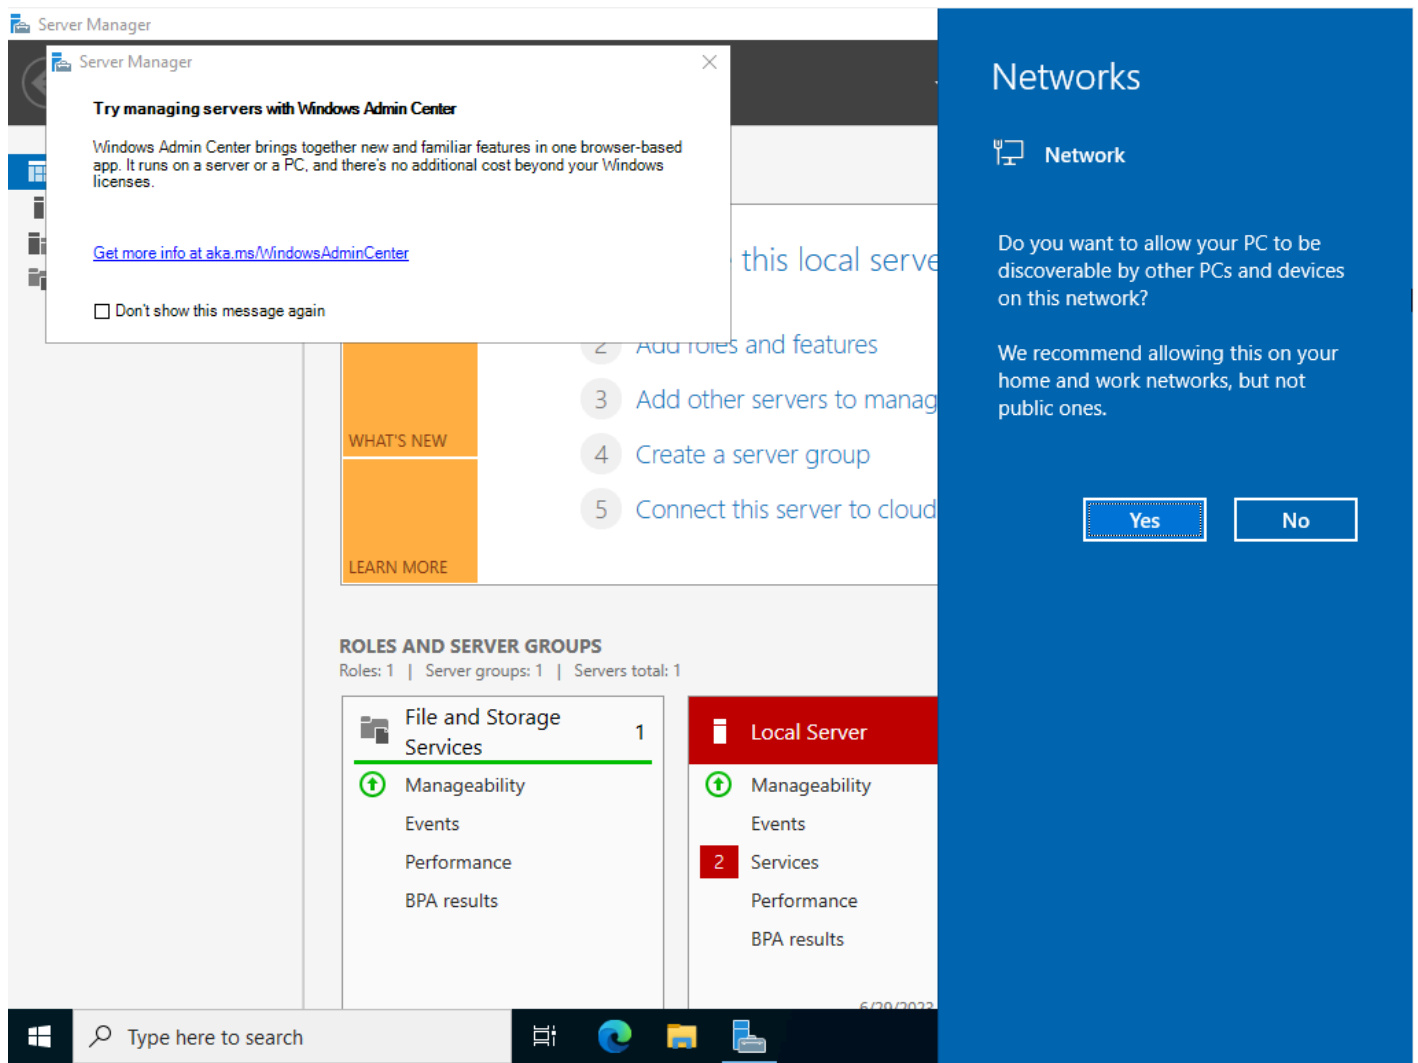 Server Manager
Server Manager
Try managing servers with Windows Admin Center
Windows Admin Center brings together new and familiar features in one browser-based
app. It runs on a server or a PC, and there's no additional cost beyond your Windows
licenses.
Get more info at aka.ms/WindowsAdminCenter
Don't show this message again
this local serve
2 Add roles and features
3 Add other servers to manag
4 Create a server group
5 Connect this server to cloud
WHAT'S NEW
LEARN MORE
ROLES AND SERVER GROUPS
Roles: 1 | Server groups: 1 | Servers total: 1
File and Storage
Services
1
Manageability
Events
Performance
BPA results
Local Server
Manageability
Events
2 Services
Performance
BPA results
6/29/2023
Networks
Network
Do you want to allow your PC to be
discoverable by other PCs and devices
on this network?
We recommend allowing this on your
home and work networks, but not
public ones.
Yes
No
Type here to search